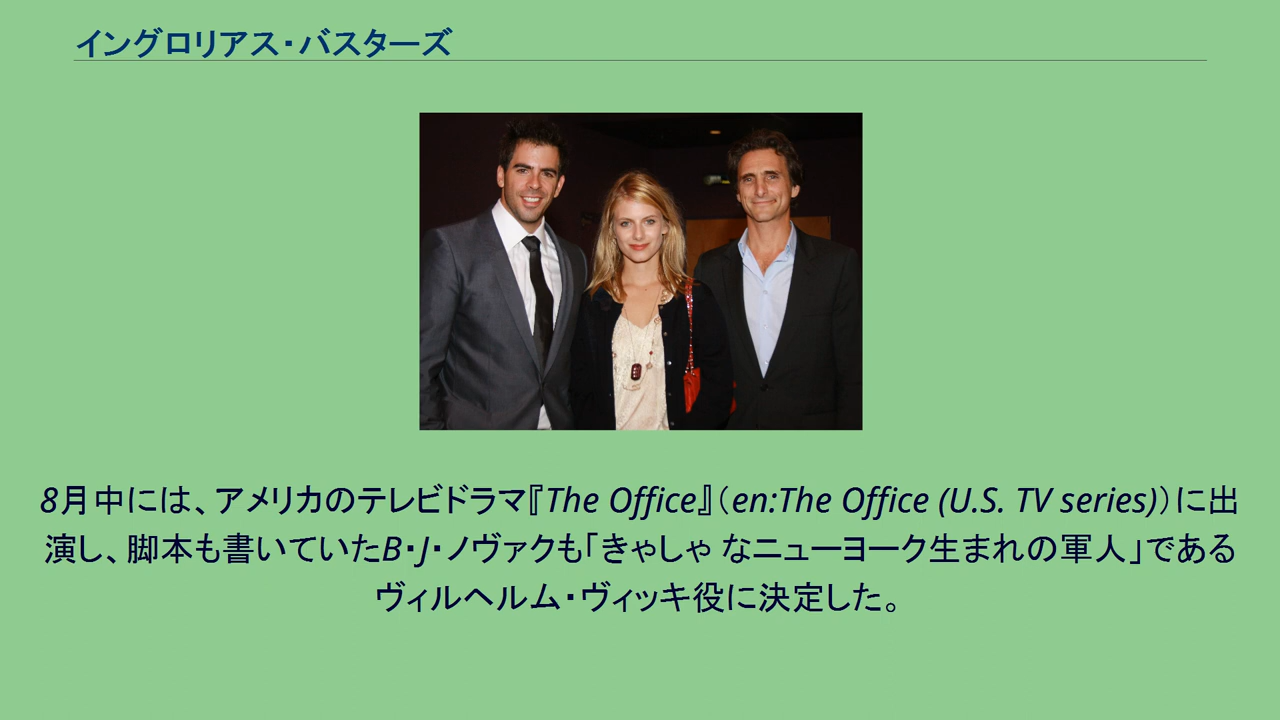 イングロリアス・バスターズ
8月中には、アメリカのテレビドラマ『The Office』（en:The Office (U.S. TV series)）に出
演し、脚本も書いていたB・J・ノヴァクも「きゃしゃ なニューヨーク生まれの軍人」である
ヴィルヘルム・ヴィッキ役に決定した。